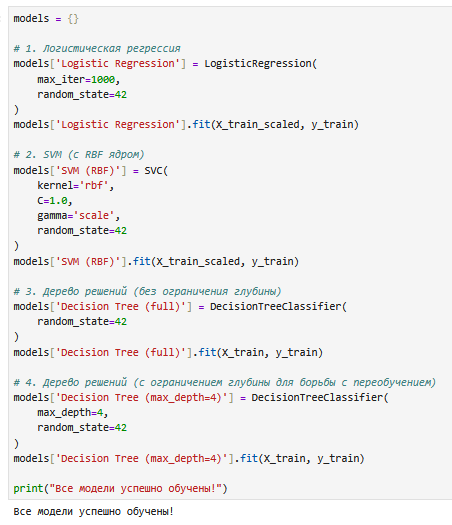 models = {}
# 1. Логистическая регрессия
models['Logistic Regression'] = LogisticRegression(
    max_iter=1000,
    random_state=42
)
models['Logistic Regression'].fit(X_train_scaled, y_train)
# 2. SVM (с RBF ядром)
models['SVM (RBF)'] = SVC(
    kernel='rbf',
    C=1.0,
    gamma='scale',
    random_state=42
)
models['SVM (RBF)'].fit(X_train_scaled, y_train)
# 3. Дерево решений (без ограничения глубины)
models['Decision Tree (full)'] = DecisionTreeClassifier(
    random_state=42
)
models['Decision Tree (full)'].fit(X_train, y_train)
# 4. Дерево решений (с ограничением глубины для борьбы с переобучением)
models['Decision Tree (max_depth=4)'] = DecisionTreeClassifier(
    max_depth=4,
    random_state=42
)
models['Decision Tree (max_depth=4)'].fit(X_train, y_train)
print("Все модели успешно обучены!")
Все модели успешно обучены!